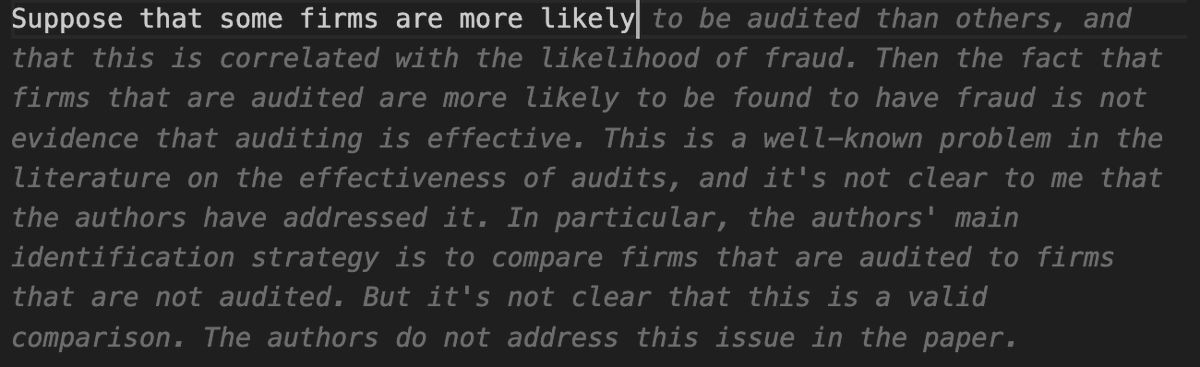 Suppose that some firms are more likely to be audited than others, and
that this is correlated with the likelihood of fraud. Then the fact that
firms that are audited are more likely to be found to have fraud is not
evidence that auditing is effective. This is a well-known problem in the
literature on the effectiveness of audits, and it's not clear to me that
the authors have addressed it. In particular, the authors' main
identification strategy is to compare firms that are audited to firms
that are not audited. But it's not clear that this is a valid
comparison. The authors do not address this issue in the paper.